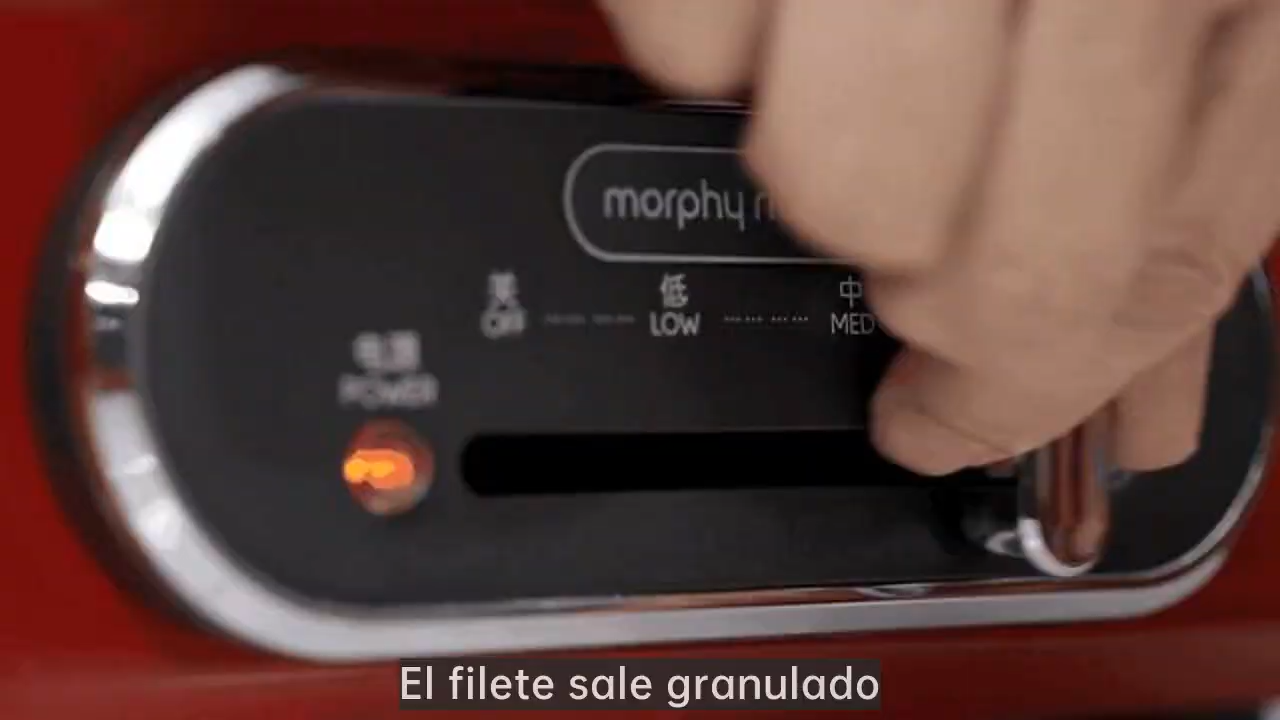 morphy
关
OFF
低
LOW
中
MED
电源
POWER
El filete sale granulado